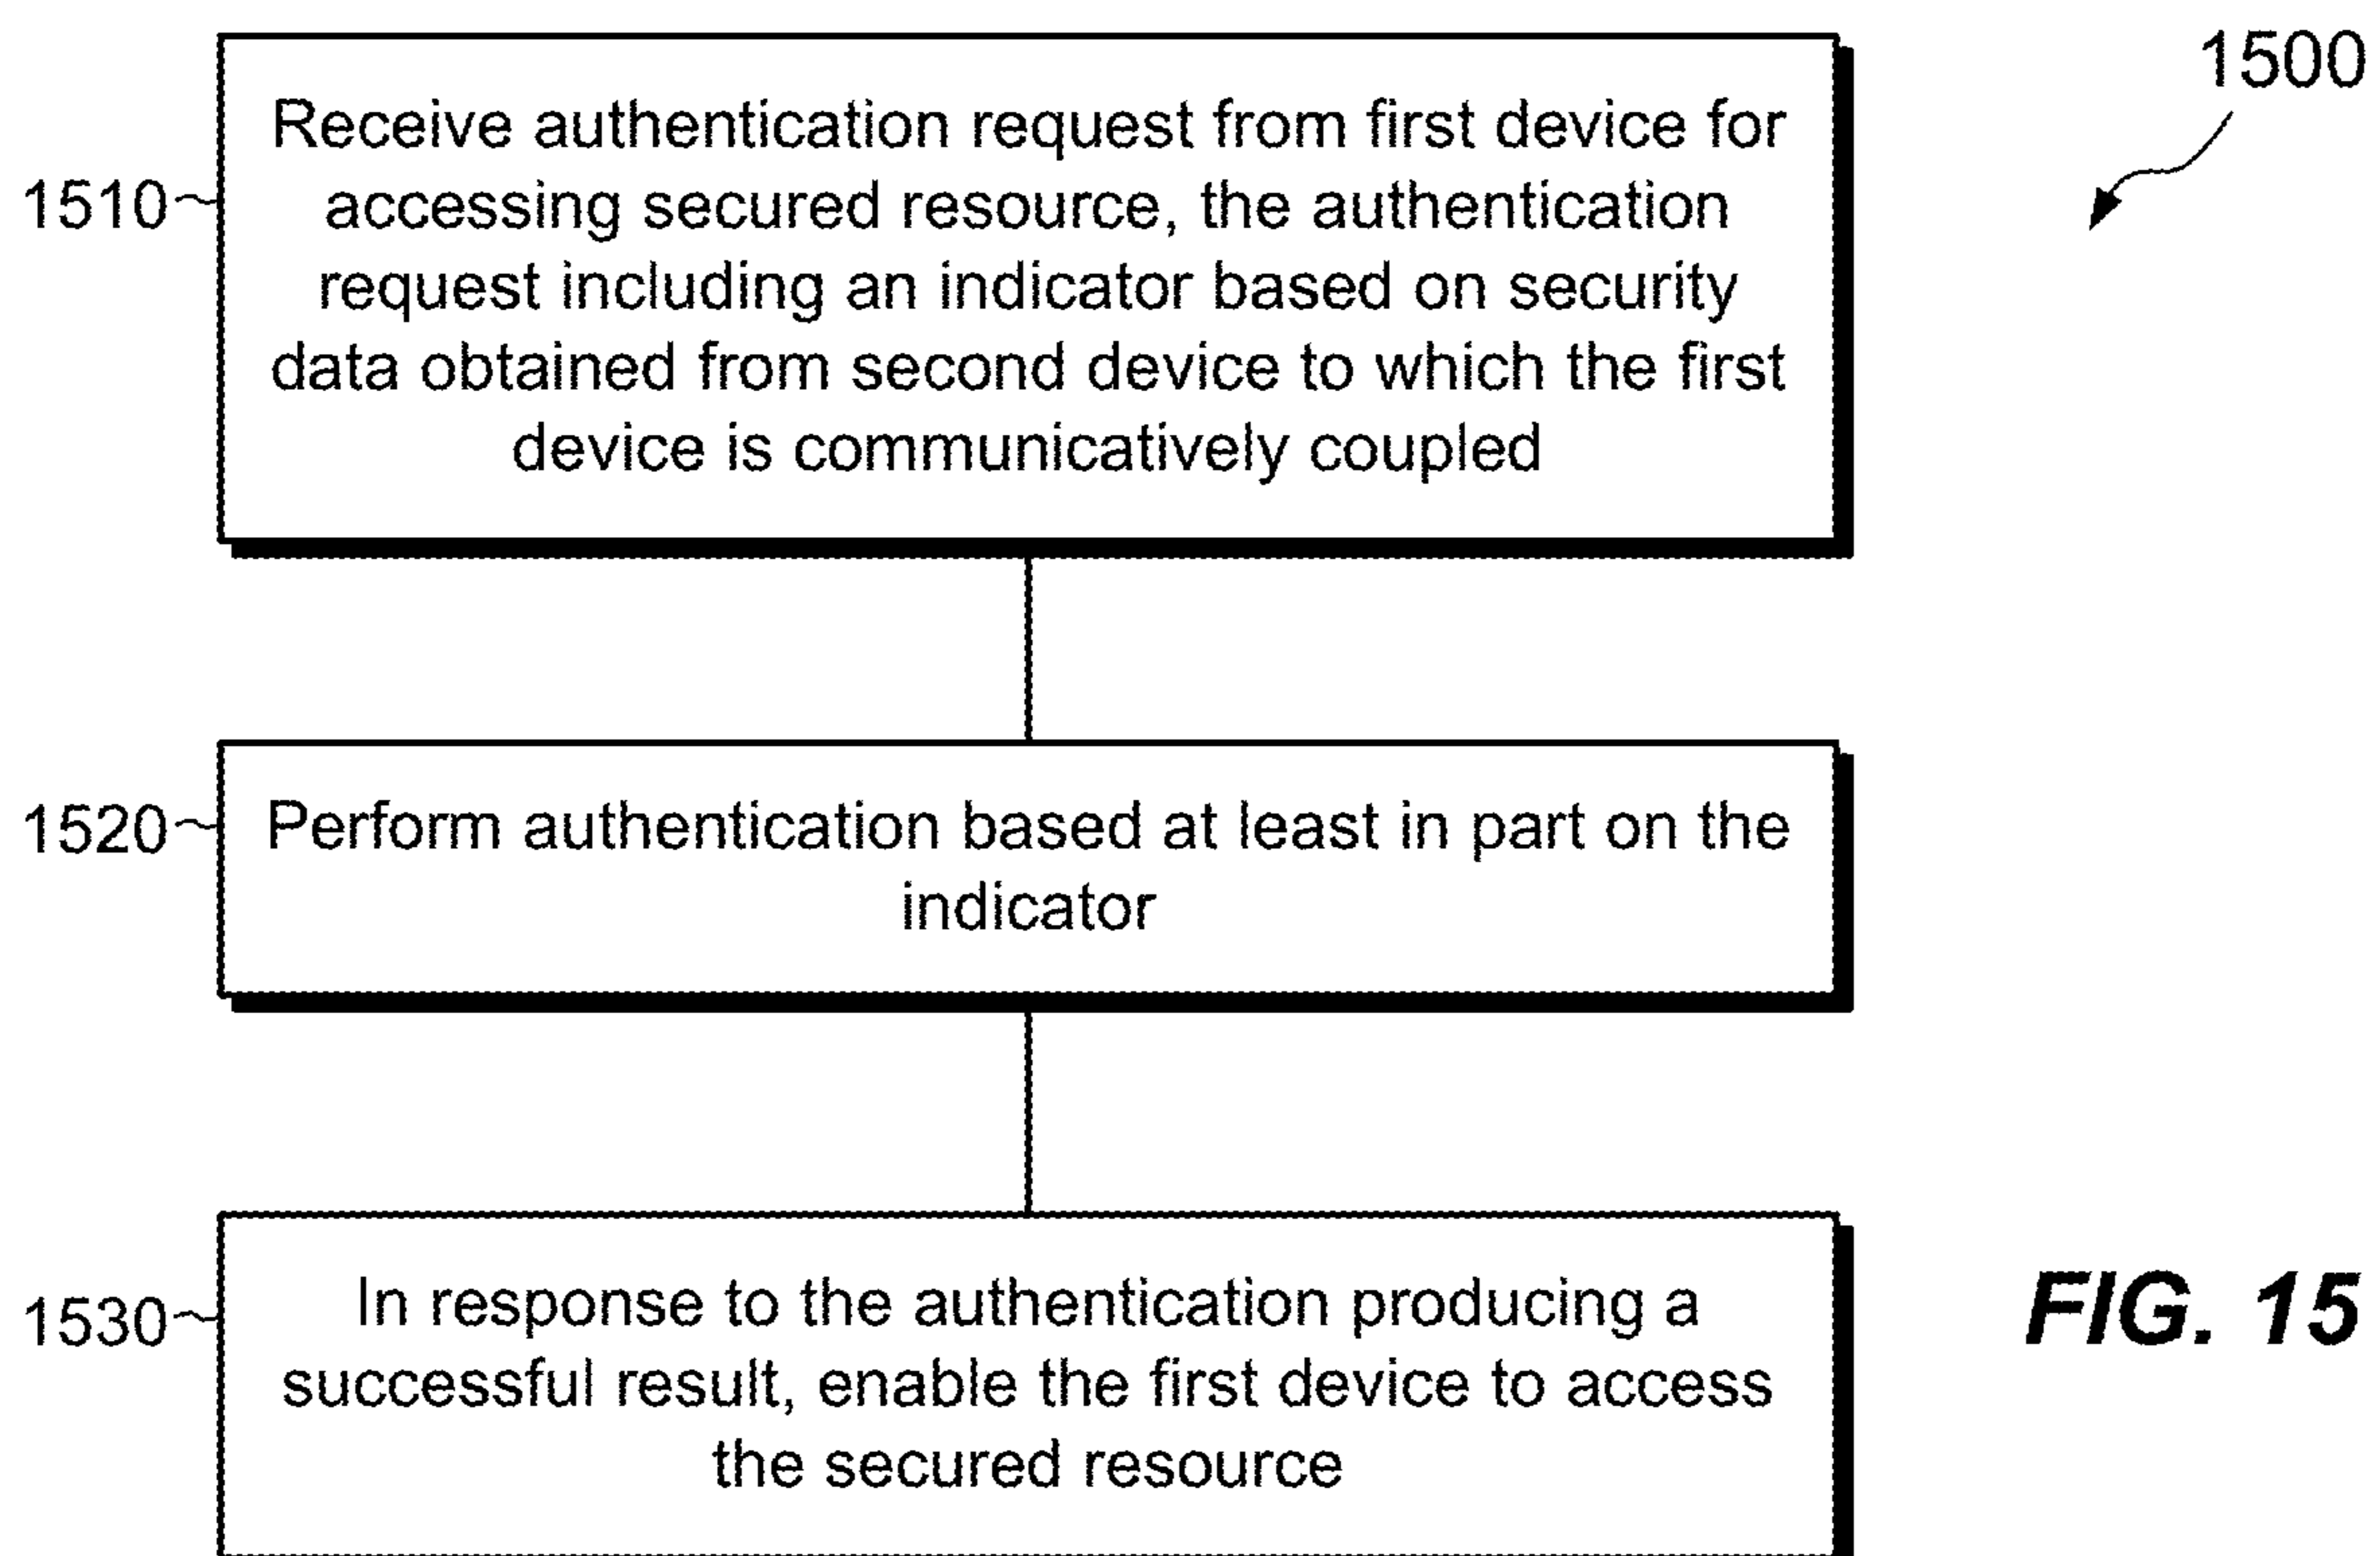 1500
Receive authentication request from first device for
1510
accessing secured resource, the authentication
request including an indicator based on security
data obtained from second device to which the first
device is communicatively coupled
1520
Perform authentication based at least in part on the
indicator
1530
In response to the authentication producing a
successful result, enable the first device to access
the secured resource
FIG. 15